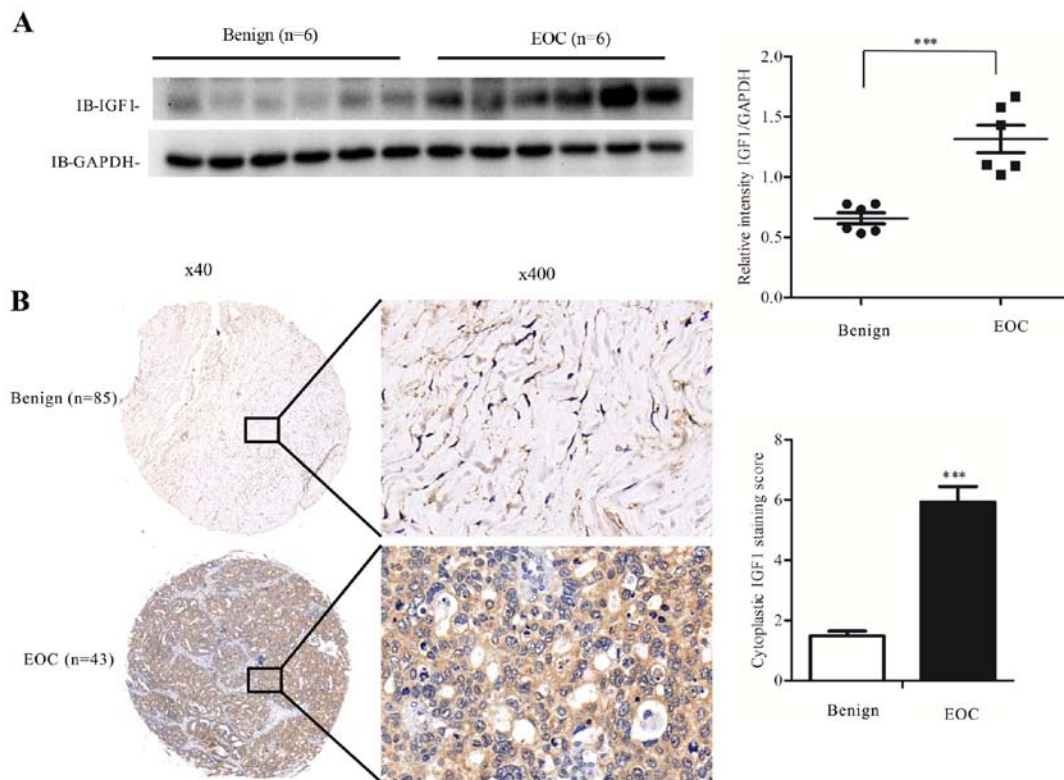 A
Benign (n=6)
EOC (n=6)
IB-IGF1-
IB-GAPDH-
***
2.0
1.5
1.0
0.5
0.0
Relative intensity IGF1/GAPDH
Benign
EOC
B
x40
x400
Benign (n=85)
EOC (n=43)
***
8
6
4
2
0
Cytoplastic IGF1 staining score
Benign
EOC